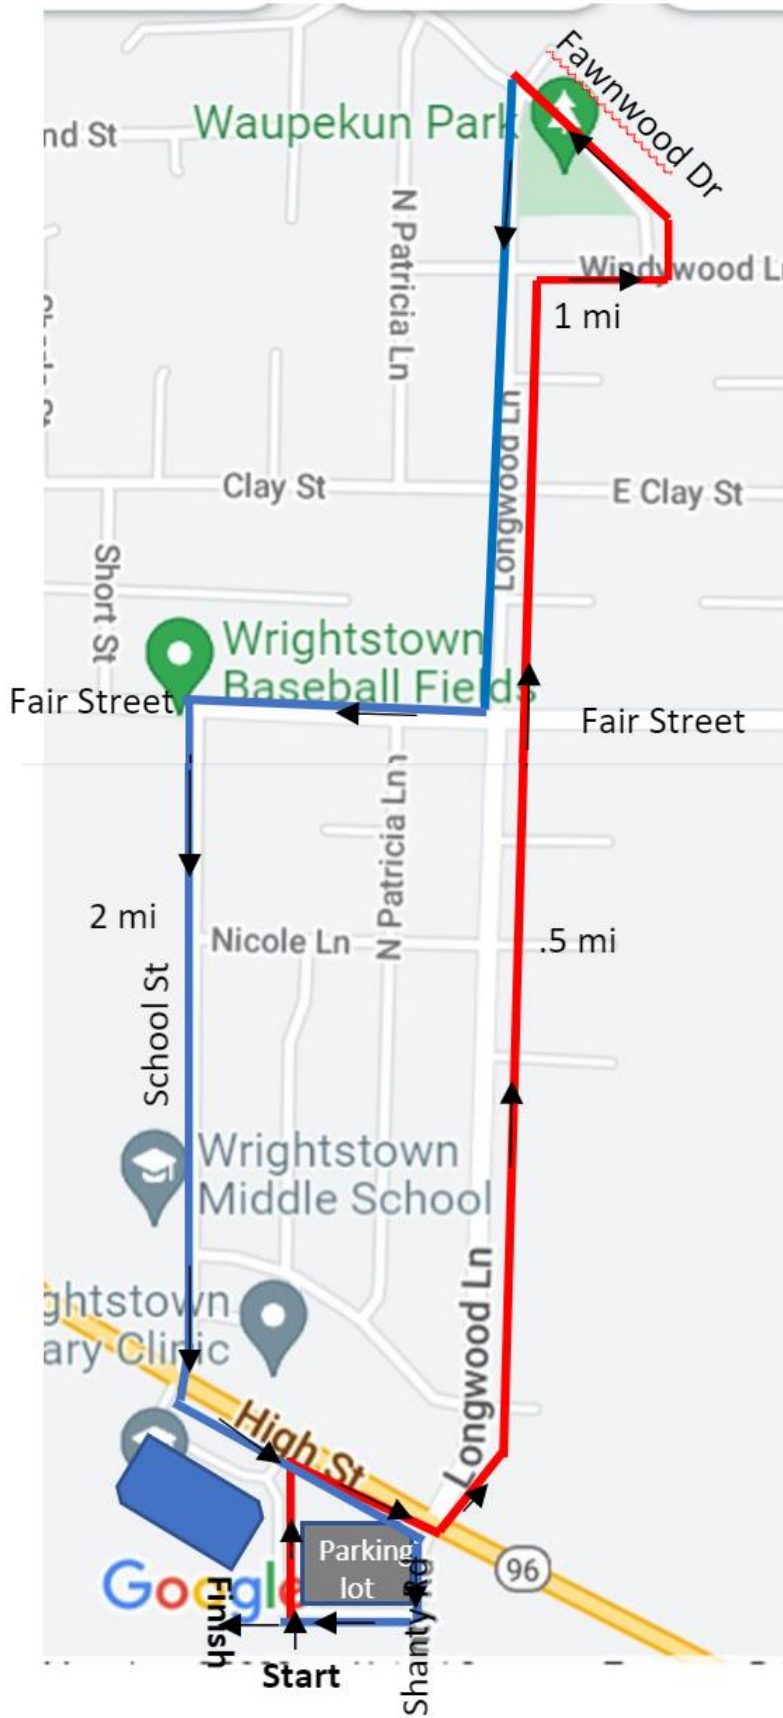 Fawnwood Dr
Waupekun Park
nd St
N Patricia Ln
Windywood Ln
1 mi
Longwood Ln
Clay St
E Clay St
Short St
Wrightstown
Baseball Fields
Fair Street
Fair Street
N Patricia Ln
2 mi
Nicole Ln
.5 mi
School St
Wrightstown
Middle School
Longwood Ln
ghtstown
ary Clinic
High St
96
Parking
lot
Google
Finish
Shanty Rd
Start